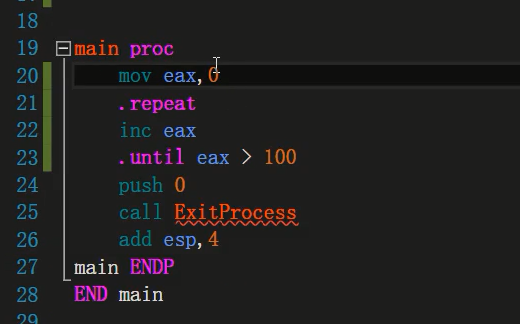 18
19 main proc
20 mov eax,0
21 .repeat
22 inc eax
23 .until eax > 100
24 push 0
25 call ExitProcess
26 add esp,4
27 main ENDP
28 END main
29